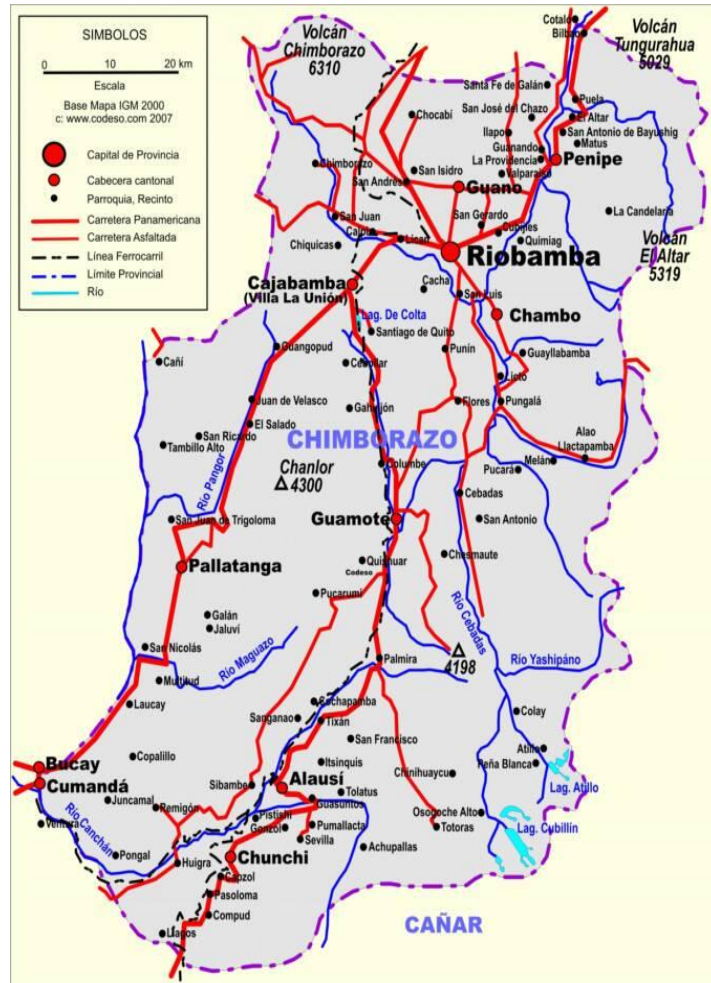 SIMBOLOS
0 10 20 km
Escala
Base Mapa IGM 2000
c: www.codeso.com 2007
Capital de Provincia
Cabecera cantonal
Parroquia, Recinto
Carretera Panamericana
Carretera Asfaltada
Línea Ferrocarril
Límite Provincial
Río
Volcán
Chimborazo
6310
Volcán
Tungurahua
5029
Cotaló
Bilbao
Santa Fe de Galán
Puela
Chocabí
San José del Chazo
El Altar
Ilapo
San Antonio de Bayushig
Guanando
Matus
La Providencia
Penipe
Chimborazo
San Isidro
Valparaiso
San Andrés
Guano
La Candelaria
San Juan
San Gerardo
Cubijíes
Calpi
Licán
Quimiag
Chiquicas
Riobamba
Volcán
El Altar
5319
Cajabamba
(Villa La Unión)
Cacha
San Luis
Lag. De Colta
Chambo
Santiago de Quito
Guangopud
Punín
Guayllabamba
Cañí
Licto
Juan de Velasco
Flores
Pungalá
El Salado
San Ricardo
Tambillo Alto
CHIMBORAZO
Alao
Llactapamba
Melán
Pucará
Columbe
Río Pangor
Chanlor
4300
Cebadas
San Juan de Trigoloma
Guamote
San Antonio
Pallatanga
Quishuar
Codeso
Chesmaute
Pucarumi
Río Cebadas
Galán
Jaluví
San Nicolás
Río Maguazo
Palmira
4198
Río Yashipáno
Multitud
Laucay
Cochapamba
Colay
Sanganao
Tixán
San Francisco
Atillo
Copalillo
Itsinquis
Chinihuaycu
Peña Blanca
Bucay
Cumandá
Lag. Atillo
Sibambe
Alausí
Tolatus
Juncamal
Remigón
Guasuntos
Osogoche Alto
Ventura
Río Canchán
Pistishi
Gonzol
Pumallacta
Totoras
Lag. Cubillín
Sevilla
Pongal
Huigra
Chunchi
Achupallas
Capzol
Pasoloma
Compud
CAÑAR
Llagos